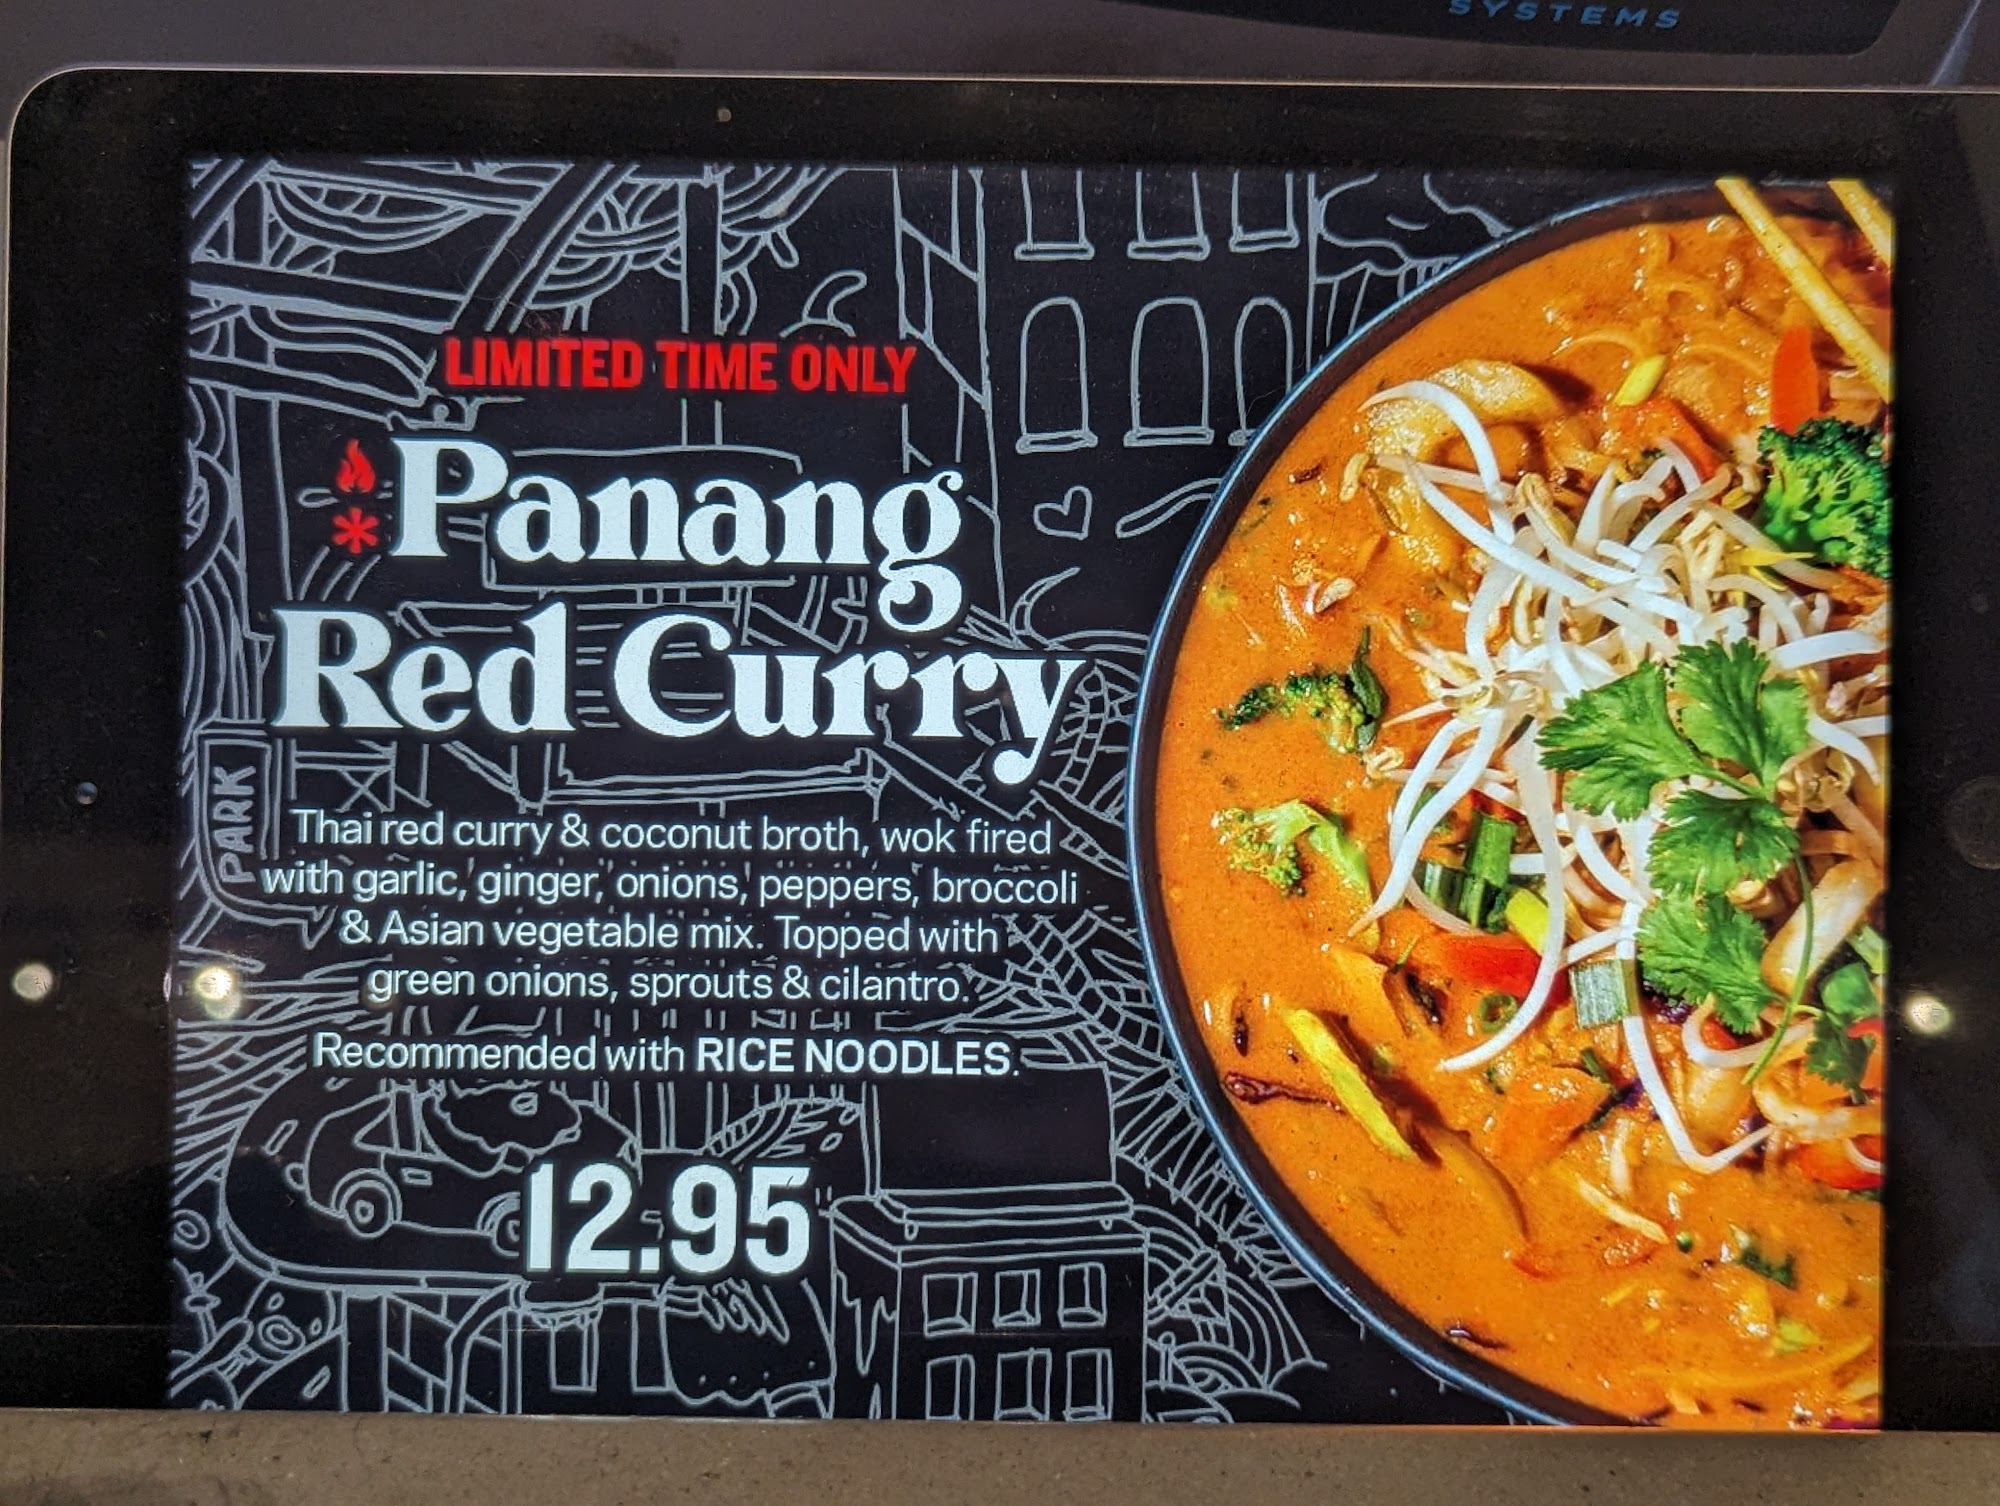 SYSTEMS
LIMITED TIME ONLY
Panang
Red Curry
PARK
Thai red curry & coconut broth, wok fired
with garlic, ginger, onions, peppers, broccoli
& Asian vegetable mix. Topped with
green onions, sprouts & cilantro.
Recommended with RICE NOODLES.
12.95